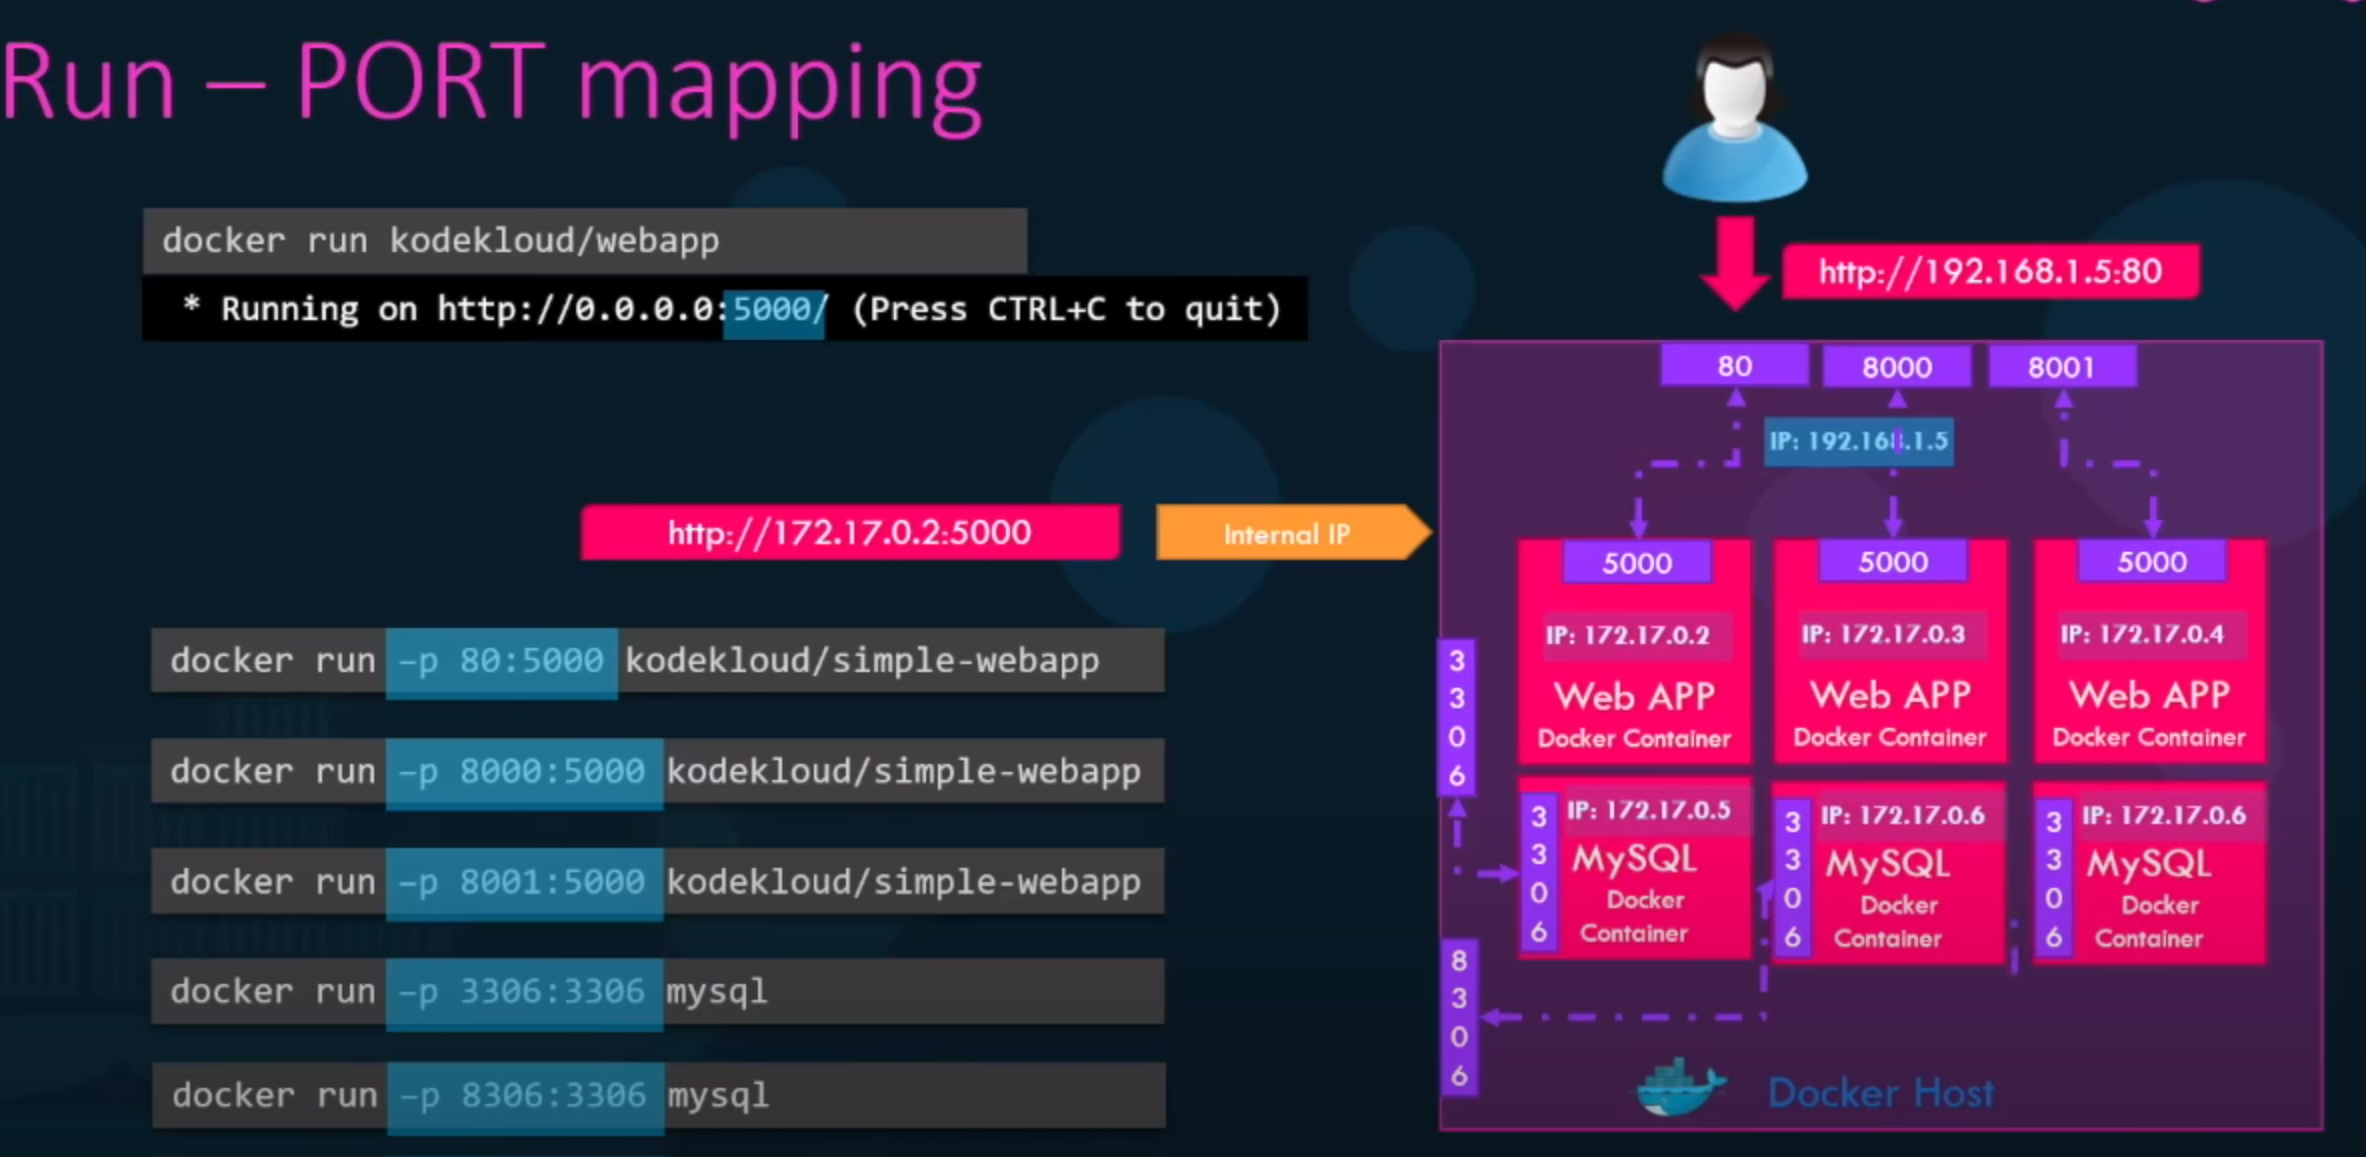 Run – PORT mapping
docker run kodekloud/webapp
* Running on http://0.0.0.0:5000/ (Press CTRL+C to quit)
http://172.17.0.2:5000
Internal IP
docker run -p 80:5000 kodekloud/simple-webapp
docker run -p 8000:5000 kodekloud/simple-webapp
docker run -p 8001:5000 kodekloud/simple-webapp
docker run -p 3306:3306 mysql
docker run -p 8306:3306 mysql
http://192.168.1.5:80
80
8000
8001
IP: 192.168.1.5
5000
IP: 172.17.0.2
Web APP
Docker Container
5000
IP: 172.17.0.3
Web APP
Docker Container
5000
IP: 172.17.0.4
Web APP
Docker Container
3306
3306
IP: 172.17.0.5
MySQL
Docker
Container
3306
IP: 172.17.0.6
MySQL
Docker
Container
3306
IP: 172.17.0.6
MySQL
Docker
Container
8306
Docker Host